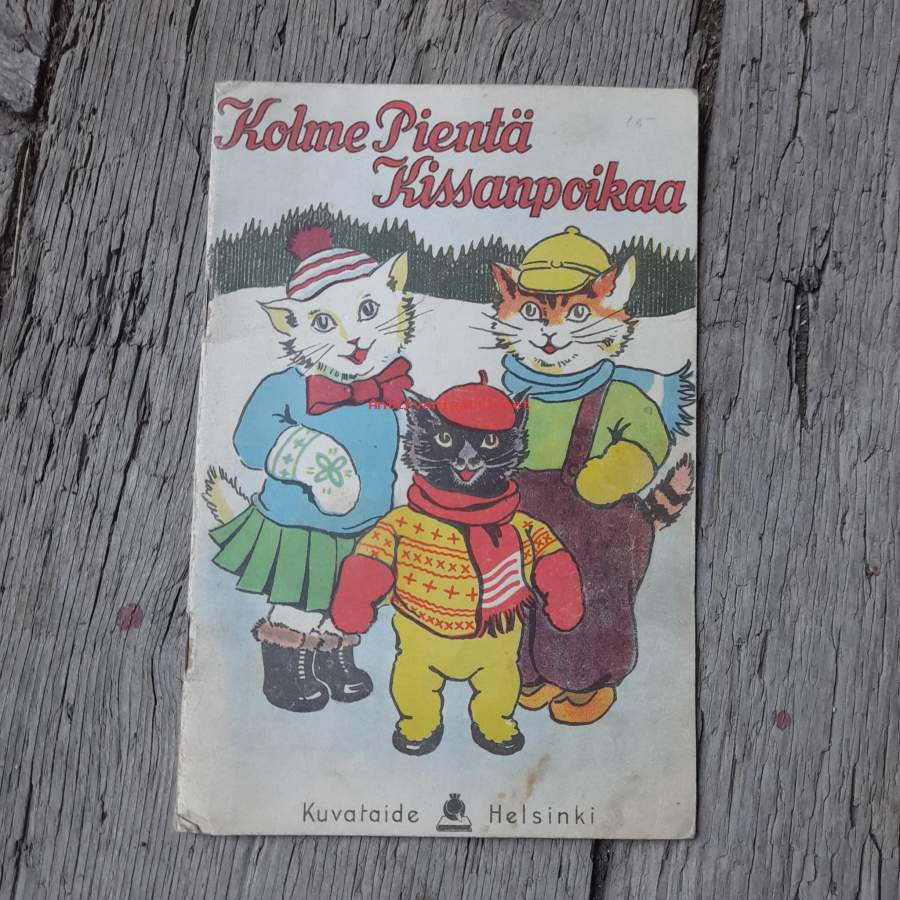 Kolme Pientä
Kissanpoikaa
Kuvataide Helsinki